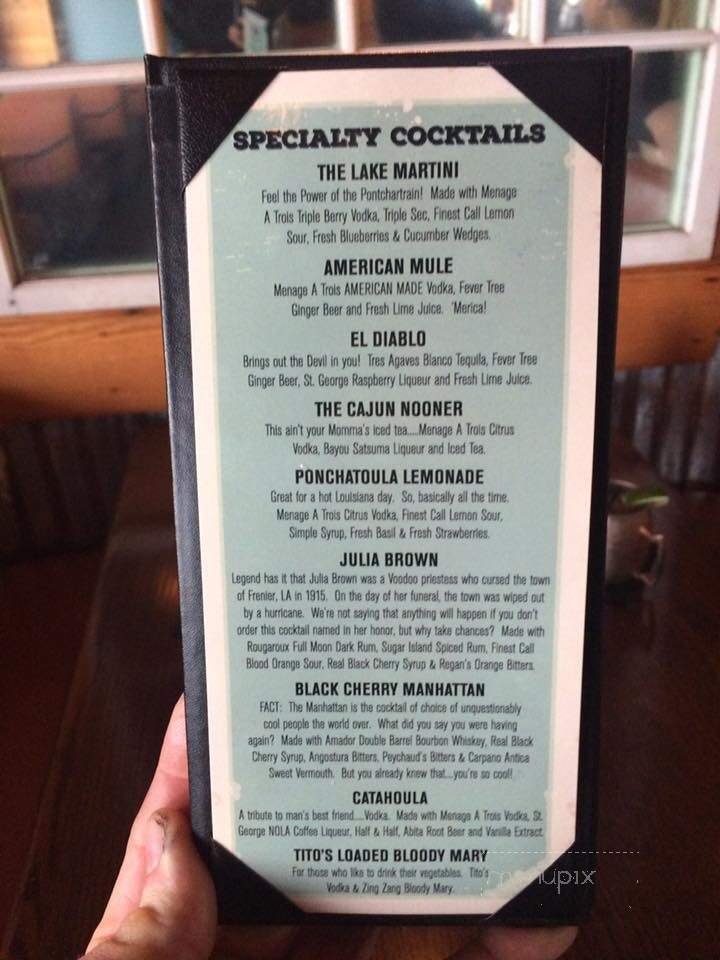 SPECIALTY COCKTAILS
THE LAKE MARTINI
Feel the Power of the Pontchartrain! Made with Menage
A Trois Triple Berry Vodka, Triple Sec, Finest Call Lemon
Sour, Fresh Blueberries & Cucumber Wedges.
AMERICAN MULE
Menage A Trois AMERICAN MADE Vodka, Fever Tree
Ginger Beer and Fresh Lime Juice. 'Merica!
EL DIABLO
Brings out the Devil in you! Tres Agaves Blanco Tequila, Fever Tree
Ginger Beer, St. George Raspberry Liqueur and Fresh Lime Juice.
THE CAJUN NOONER
This ain't your Momma's iced tea.....Menage A Trois Citrus
Vodka, Bayou Satsuma Liqueur and Iced Tea.
PONCHATOULA LEMONADE
Great for a hot Louisiana day. So, basically all the time.
Menage A Trois Citrus Vodka, Finest Call Lemon Sour,
Simple Syrup, Fresh Basil & Fresh Strawberries.
JULIA BROWN
Legend has it that Julia Brown was a Voodoo priestess who cursed the town
of Frenier, LA in 1915. On the day of her funeral, the town was wiped out
by a hurricane. We're not saying that anything will happen if you don't
order this cocktail named in her honor, but why take chances? Made with
Rougaroux Full Moon Dark Rum, Sugar Island Spiced Rum, Finest Call
Blood Orange Sour, Real Black Cherry Syrup & Regan's Orange Bitters.
BLACK CHERRY MANHATTAN
FACT: The Manhattan is the cocktail of choice of unquestionably
cool people the world over. What did you say you were having
again? Made with Amador Double Barrel Bourbon Whiskey, Real Black
Cherry Syrup, Angostura Bitters, Peychaud's Bitters & Carpano Antica
Sweet Vermouth. But you already knew that...you're so cool!
CATAHOULA
A tribute to man's best friend.....Vodka. Made with Menage A Trois Vodka, St.
George NOLA Coffee Liqueur, Half & Half, Abita Root Beer and Vanilla Extract.
TITO'S LOADED BLOODY MARY
For those who like to drink their vegetables. Tito's
Vodka & Zing Zang Bloody Mary.
menupix